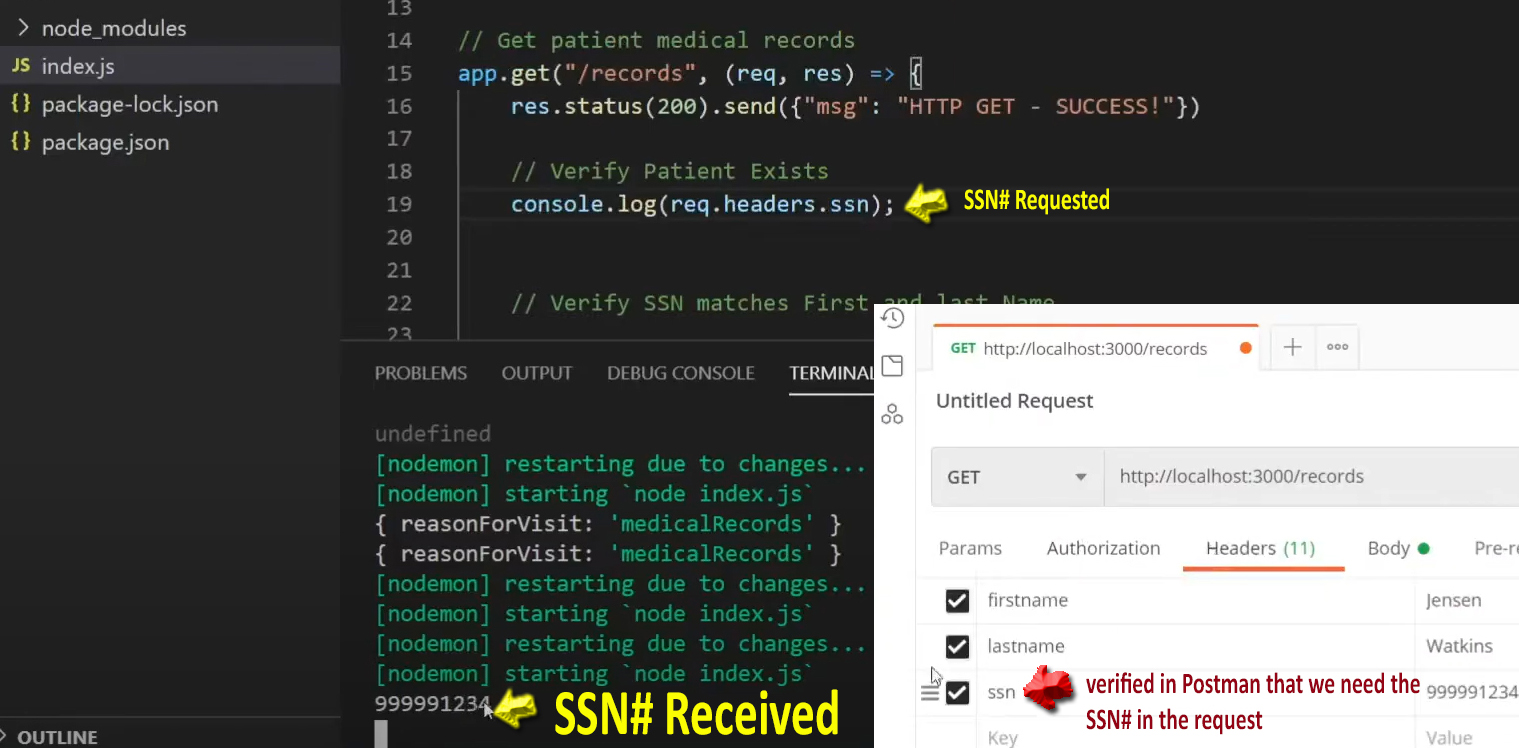 node_modules
JS index.js
{} package-lock.json
{} package.json
OUTLINE
13
14 // Get patient medical records
15 app.get("/records", (req, res) => {
16 res.status(200).send({"msg": "HTTP GET - SUCCESS!"})
17
18 // Verify Patient Exists
19 console.log(req.headers.ssn);
SSN# Requested
20
21
22 // Verify SSN matches First and last Name
23
PROBLEMS OUTPUT DEBUG CONSOLE TERMINAL
undefined
[nodemon] restarting due to changes...
[nodemon] starting `node index.js`
{ reasonForVisit: 'medicalRecords' }
{ reasonForVisit: 'medicalRecords' }
[nodemon] restarting due to changes...
[nodemon] starting `node index.js`
[nodemon] restarting due to changes...
[nodemon] starting `node index.js`
999991234
SSN# Received
GET http://localhost:3000/records
Untitled Request
GET http://localhost:3000/records
Params Authorization Headers (11) Body Pre-re
firstname Jensen
lastname Watkins
ssn 999991234
verified in Postman that we need the
SSN# in the request
Key Value